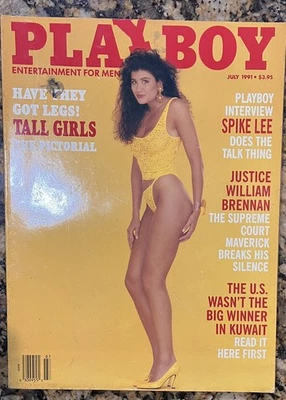 PLAYBOY
ENTERTAINMENT FOR MEN
JULY 1991 • $3.95
HAVE THEY
GOT LEGS!
TALL GIRLS
THE PICTORIAL
PLAYBOY
INTERVIEW
SPIKE LEE
DOES THE
TALK THING
JUSTICE
WILLIAM
BRENNAN
THE SUPREME
COURT
MAVERICK
BREAKS HIS
SILENCE
THE U.S.
WASN'T THE
BIG WINNER
IN KUWAIT
READ IT
HERE FIRST